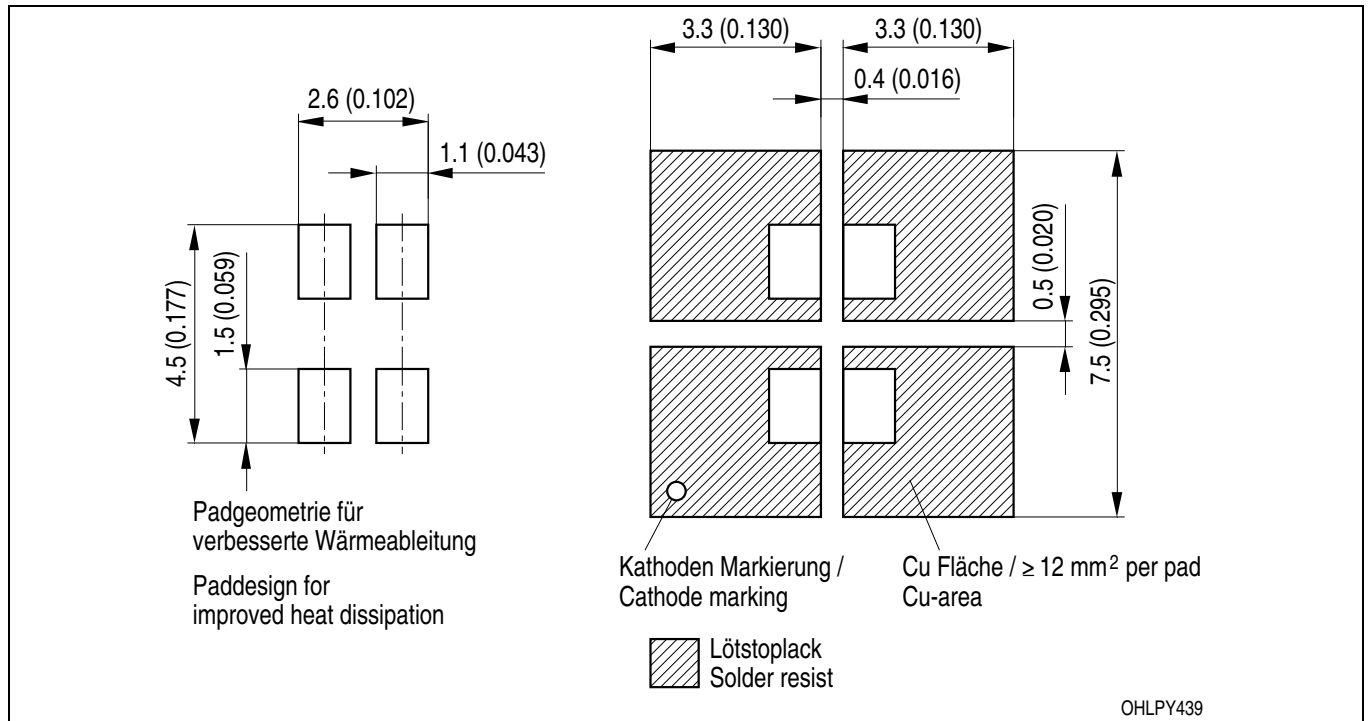 3.3 (0.130)
3.3 (0.130)
0.4 (0.016)
2.6 (0.102)
1.1 (0.043)
4.5 (0.177)
1.5 (0.059)
0.5 (0.020)
7.5 (0.295)
Padgeometrie für
verbesserte Wärmeableitung
Paddesign for
improved heat dissipation
Kathoden Markierung /
Cathode marking
Cu Fläche / ≥ 12 mm² per pad
Cu-area
Lötstoplack
Solder resist
OHLPY439